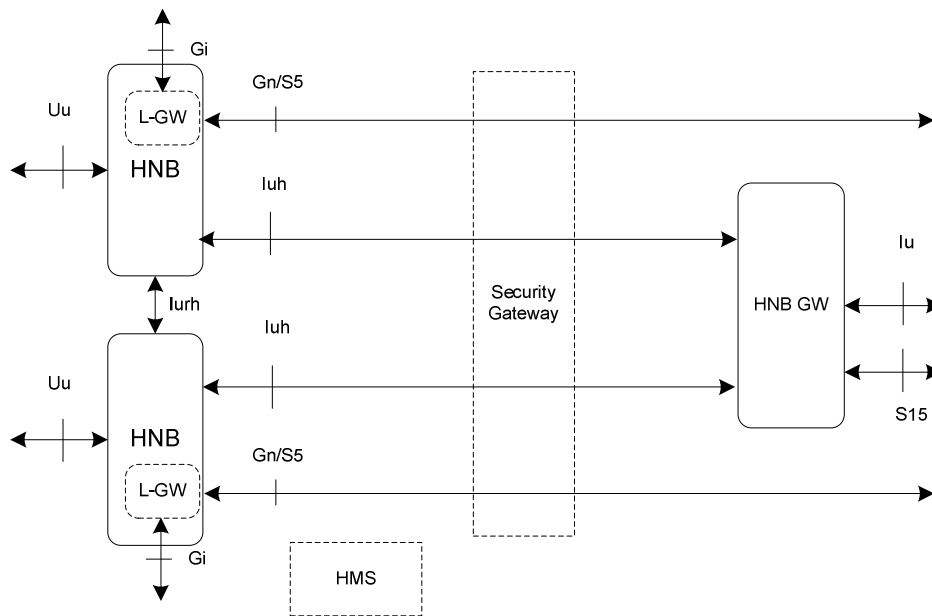 Gi
Gn/S5
Uu
L-GW
HNB
Iuh
Iu
Security
Gateway
HNB GW
Iurh
Iuh
Uu
S15
HNB
Gn/S5
L-GW
Gi
HMS